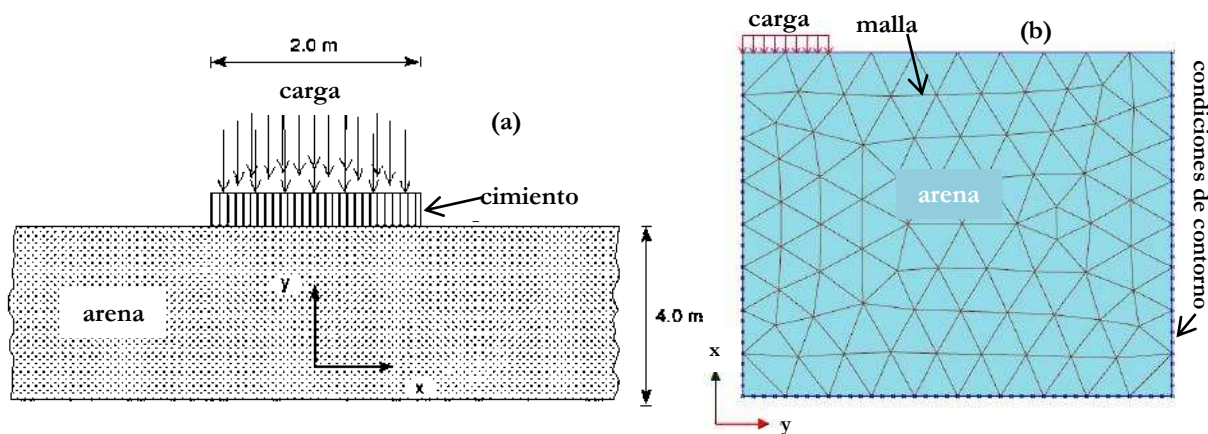 2.0 m
carga
(a)
cimiento
y
arena
x
4.0 m
carga
malla
(b)
arena
condiciones de contorno
x
y